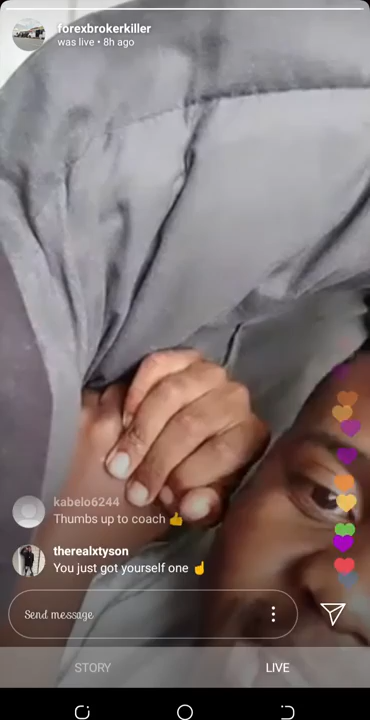 forexbrokerkiller
was live • 8h ago
kabelo6244
Thumbs up to coach 👍
therealxtyson
You just got yourself one ☝
Send message
STORY
LIVE